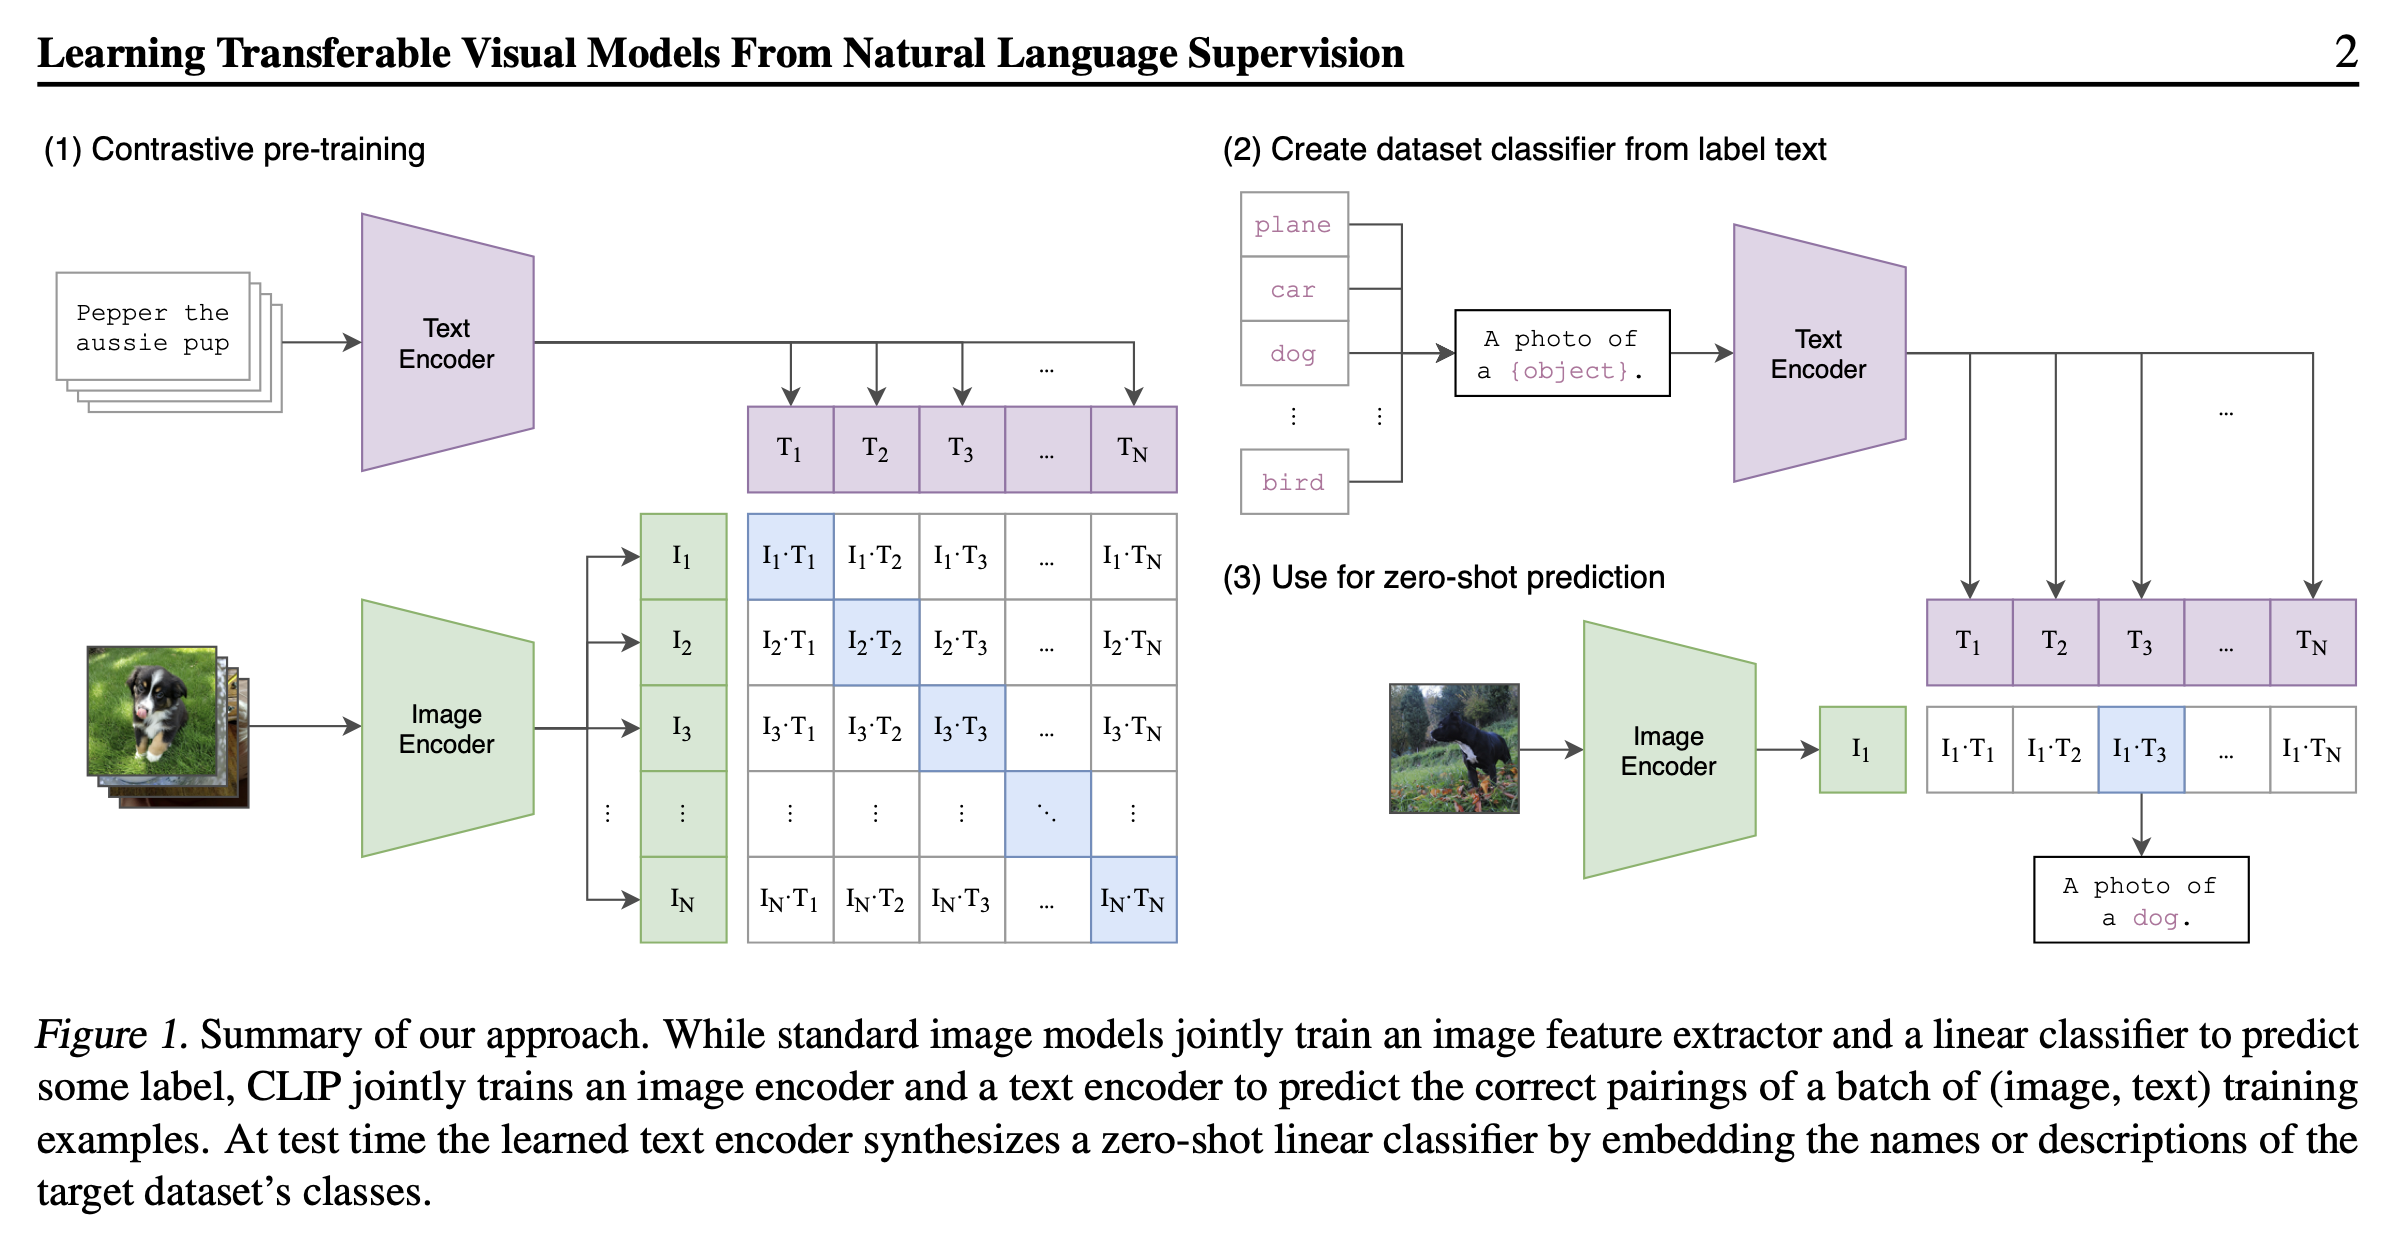 Learning Transferable Visual Models From Natural Language Supervision
2
(1) Contrastive pre-training
Pepper the
aussie pup
Text
Encoder
...
T1 T2 T3 ... TN
Image
Encoder
⋮
I1 I1·T1 I1·T2 I1·T3 ... I1·TN
I2 I2·T1 I2·T2 I2·T3 ... I2·TN
I3 I3·T1 I3·T2 I3·T3 ... I3·TN
⋮ ⋮ ⋮ ⋮ ⋱ ⋮
IN IN·T1 IN·T2 IN·T3 ... IN·TN
(2) Create dataset classifier from label text
plane
car
dog
⋮ ⋮
bird
A photo of
a {object}.
Text
Encoder
...
T1 T2 T3 ... TN
(3) Use for zero-shot prediction
Image
Encoder
I1 I1·T1 I1·T2 I1·T3 ... I1·TN
A photo of
a dog.
Figure 1. Summary of our approach. While standard image models jointly train an image feature extractor and a linear classifier to predict
some label, CLIP jointly trains an image encoder and a text encoder to predict the correct pairings of a batch of (image, text) training
examples. At test time the learned text encoder synthesizes a zero-shot linear classifier by embedding the names or descriptions of the
target dataset’s classes.